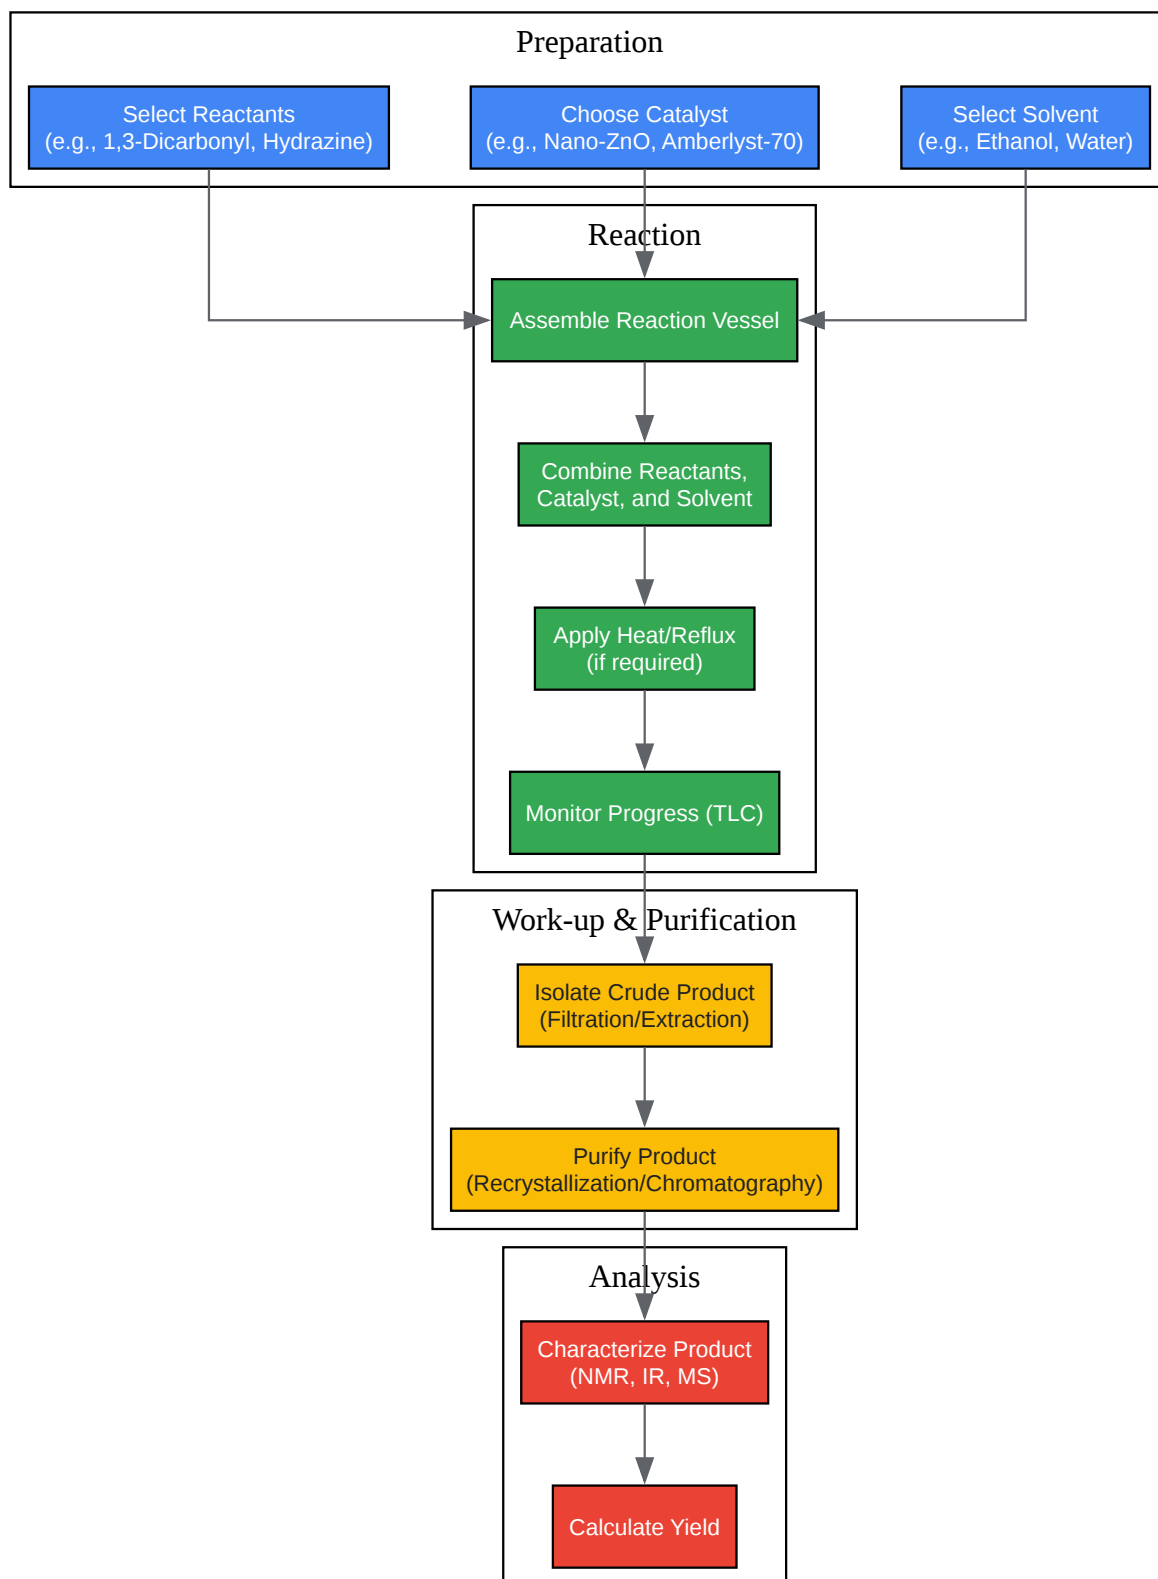 Preparation
Select Reactants
(e.g., 1,3-Dicarbonyl, Hydrazine)
Choose Catalyst
(e.g., Nano-ZnO, Amberlyst-70)
Select Solvent
(e.g., Ethanol, Water)
Reaction
Assemble Reaction Vessel
Combine Reactants,
Catalyst, and Solvent
Apply Heat/Reflux
(if required)
Monitor Progress (TLC)
Work-up & Purification
Isolate Crude Product
(Filtration/Extraction)
Purify Product
(Recrystallization/Chromatography)
Analysis
Characterize Product
(NMR, IR, MS)
Calculate Yield